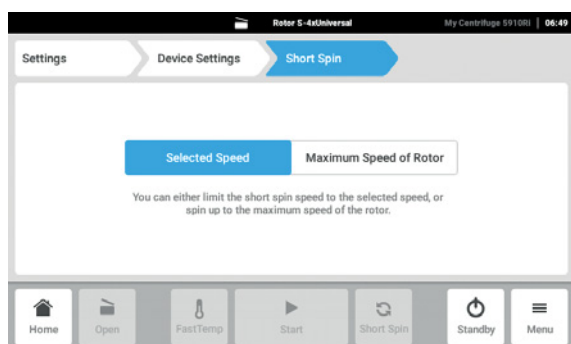 Rotor S-4xUniversal
My Centrifuge 5910Ri | 06:49
Settings
Device Settings
Short Spin
Selected Speed
Maximum Speed of Rotor
You can either limit the short spin speed to the selected speed, or
spin up to the maximum speed of the rotor.
Home
Open
FastTemp
Start
Short Spin
Standby
Menu